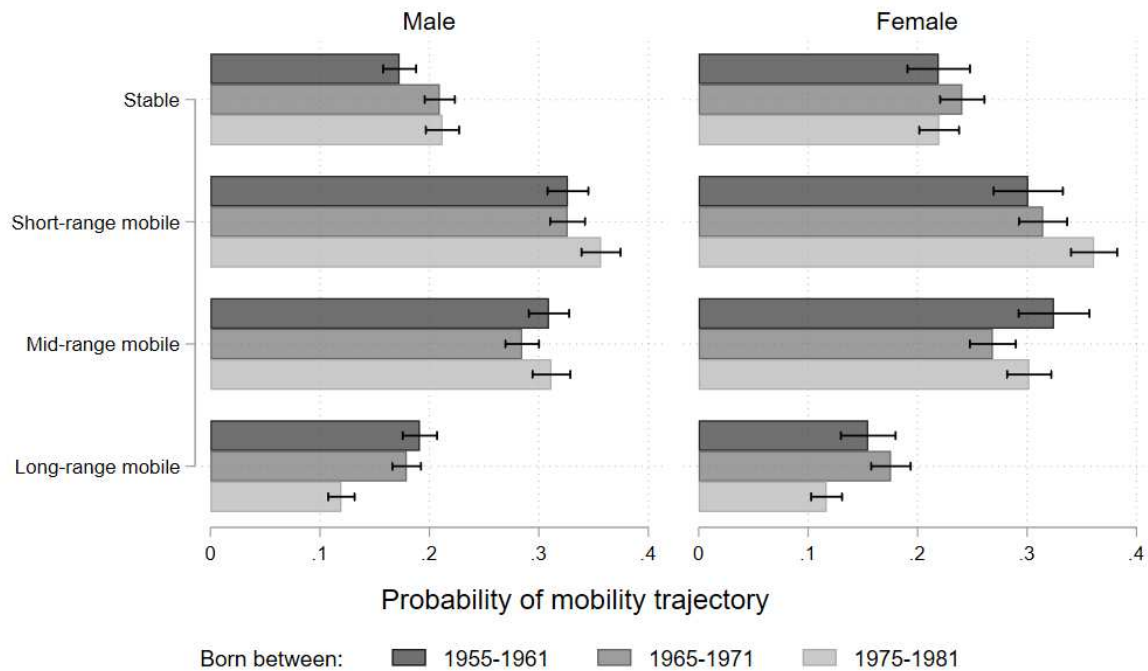 Male Female
Stable
Short-range mobile
Mid-range mobile
Long-range mobile
0 .1 .2 .3 .4 0 .1 .2 .3 .4
Probability of mobility trajectory
Born between: 1955-1961 1965-1971 1975-1981